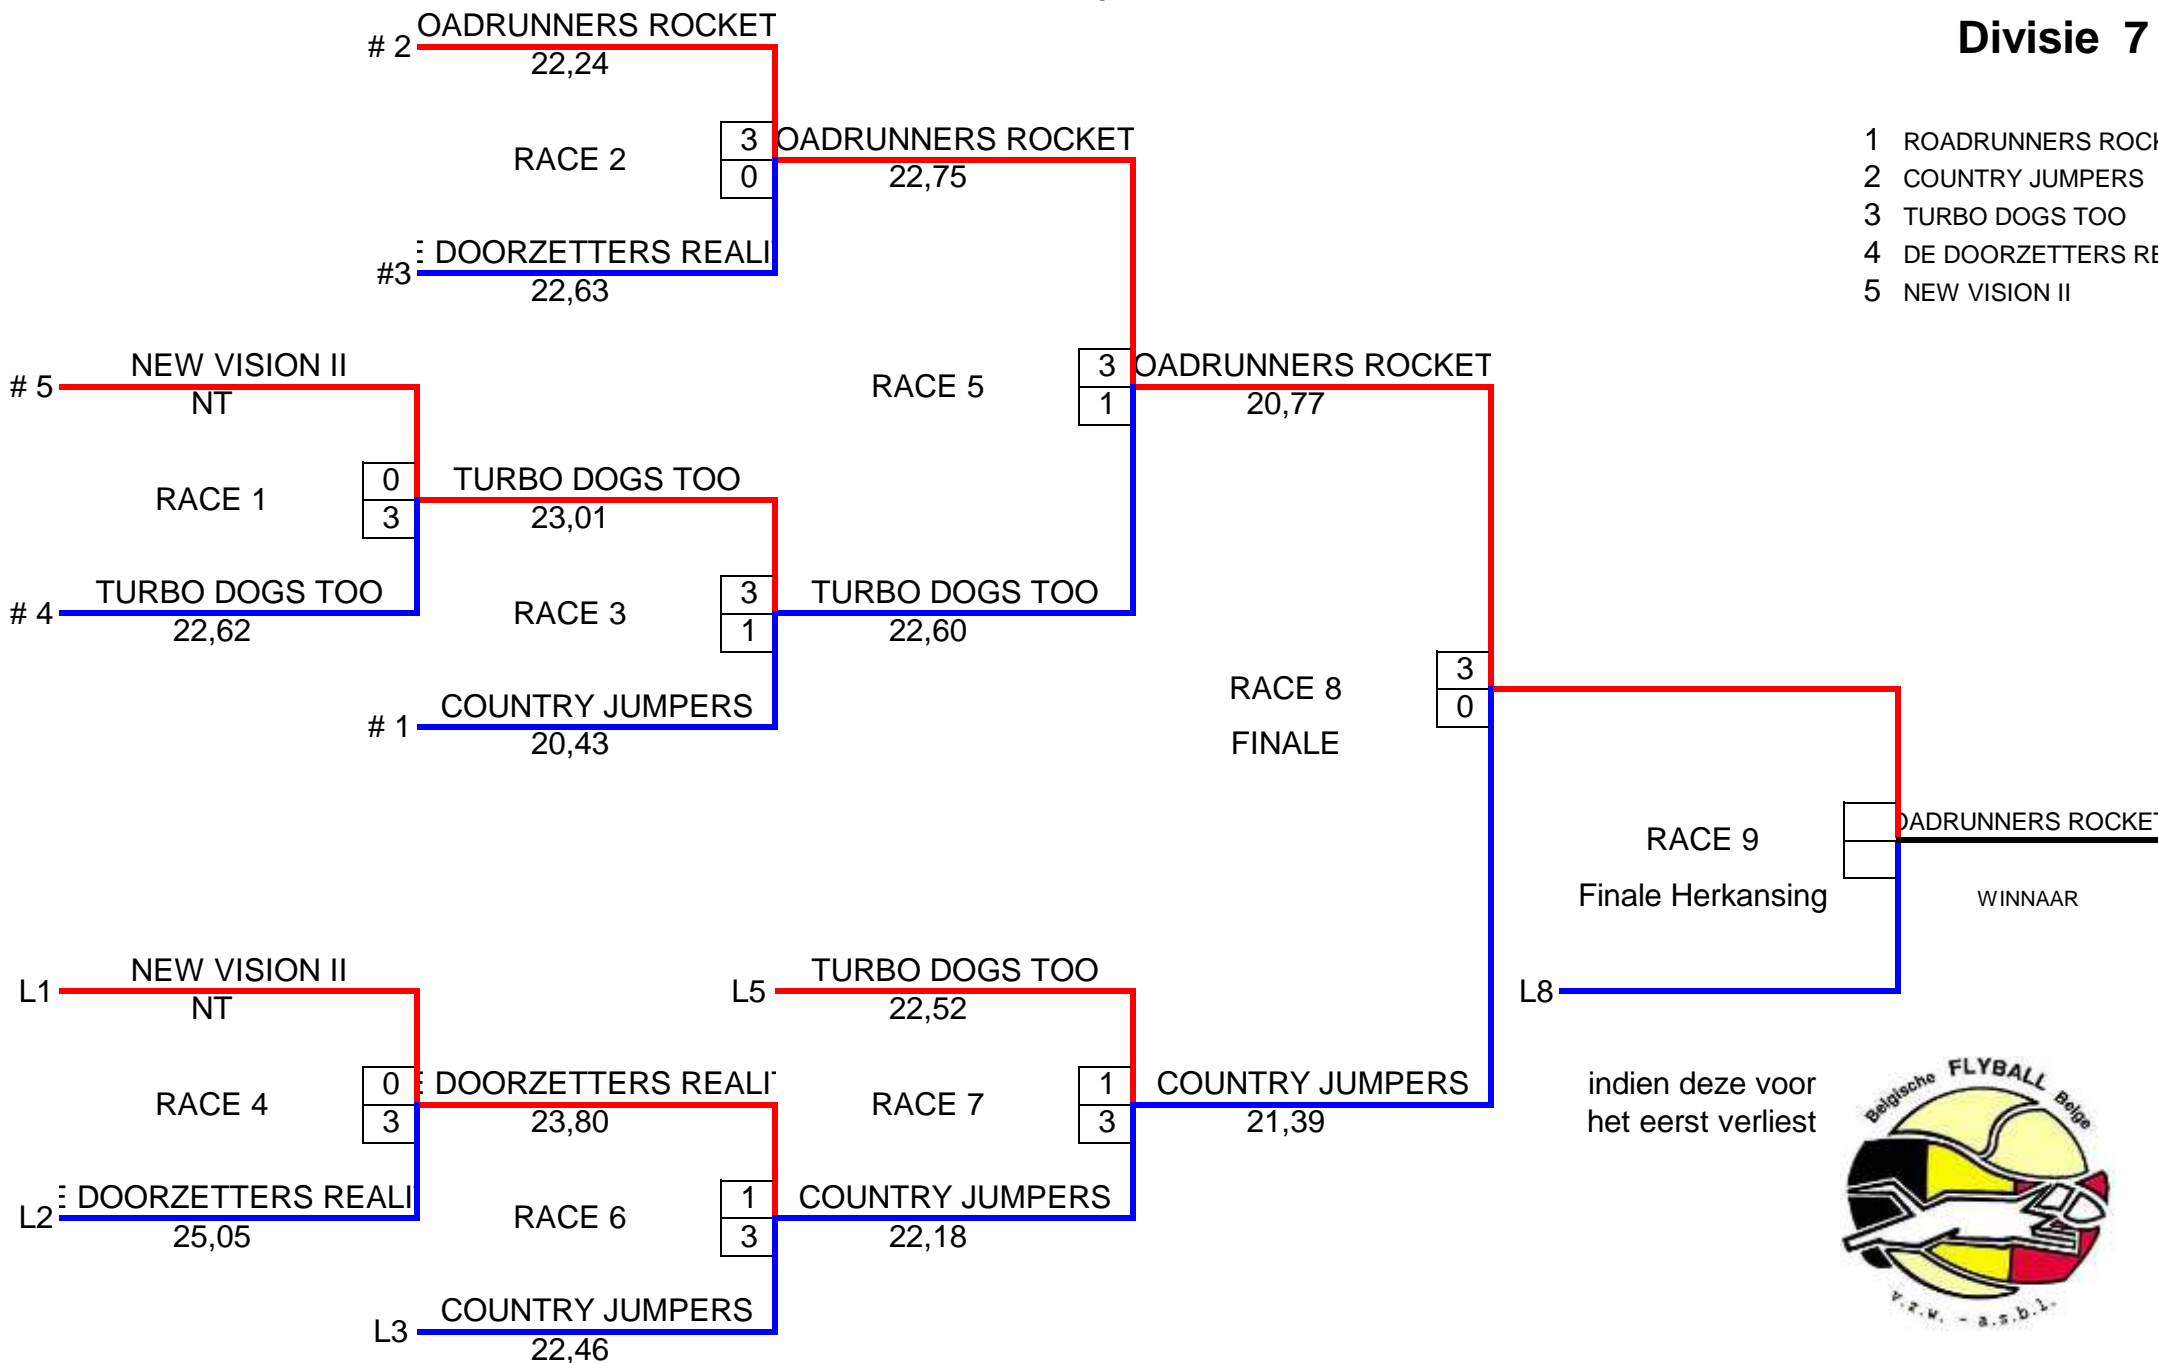 Divisie 7
# 2 OADRUNNERS ROCKET
22,24
RACE 2
3
0
OADRUNNERS ROCKET
22,75
#3 DOORZETTERS REALI
22,63
1 ROADRUNNERS ROCK
2 COUNTRY JUMPERS
3 TURBO DOGS TOO
4 DE DOORZETTERS RE
5 NEW VISION II
# 5 NEW VISION II
NT
RACE 1
0
3
# 4 TURBO DOGS TOO
22,62
TURBO DOGS TOO
23,01
RACE 3
3
1
# 1 COUNTRY JUMPERS
20,43
RACE 5
3
1
TURBO DOGS TOO
22,60
OADRUNNERS ROCKET
20,77
RACE 8
FINALE
3
0
RACE 9
Finale Herkansing
OADRUNNERS ROCKET
WINNAAR
L1 NEW VISION II
NT
RACE 4
0
3
L2 DOORZETTERS REALI
25,05
DOORZETTERS REALIT
23,80
RACE 6
1
3
L3 COUNTRY JUMPERS
22,46
L5 TURBO DOGS TOO
22,52
RACE 7
1
3
COUNTRY JUMPERS
22,18
COUNTRY JUMPERS
21,39
L8
indien deze voor
het eerst verliest
Belgische FLYBALL Belge
v.z.w. - a.s.b.l.